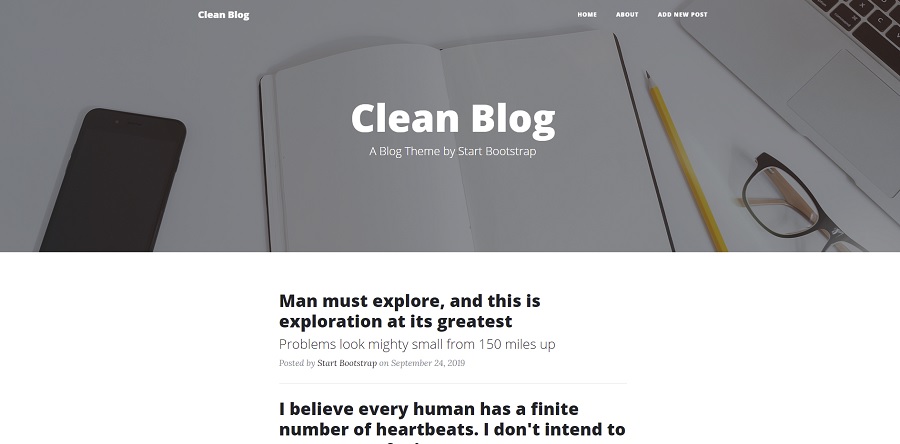 Clean Blog
HOME ABOUT ADD NEW POST
Clean Blog
A Blog Theme by Start Bootstrap
Man must explore, and this is
exploration at its greatest
Problems look mighty small from 150 miles up
Posted by Start Bootstrap on September 24, 2019
I believe every human has a finite
number of heartbeats. I don't intend to